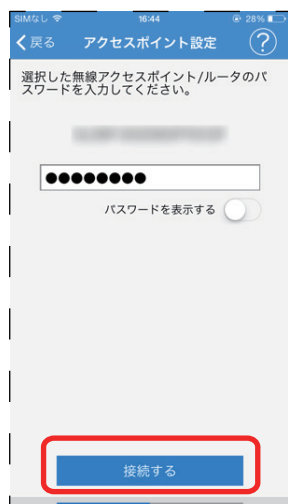 SIMなし 16:44 28%
戻る アクセスポイント設定 ?
選択した無線アクセスポイント/ルータのパ
スワードを入力してください。
●●●●●●●●
パスワードを表示する
接続する